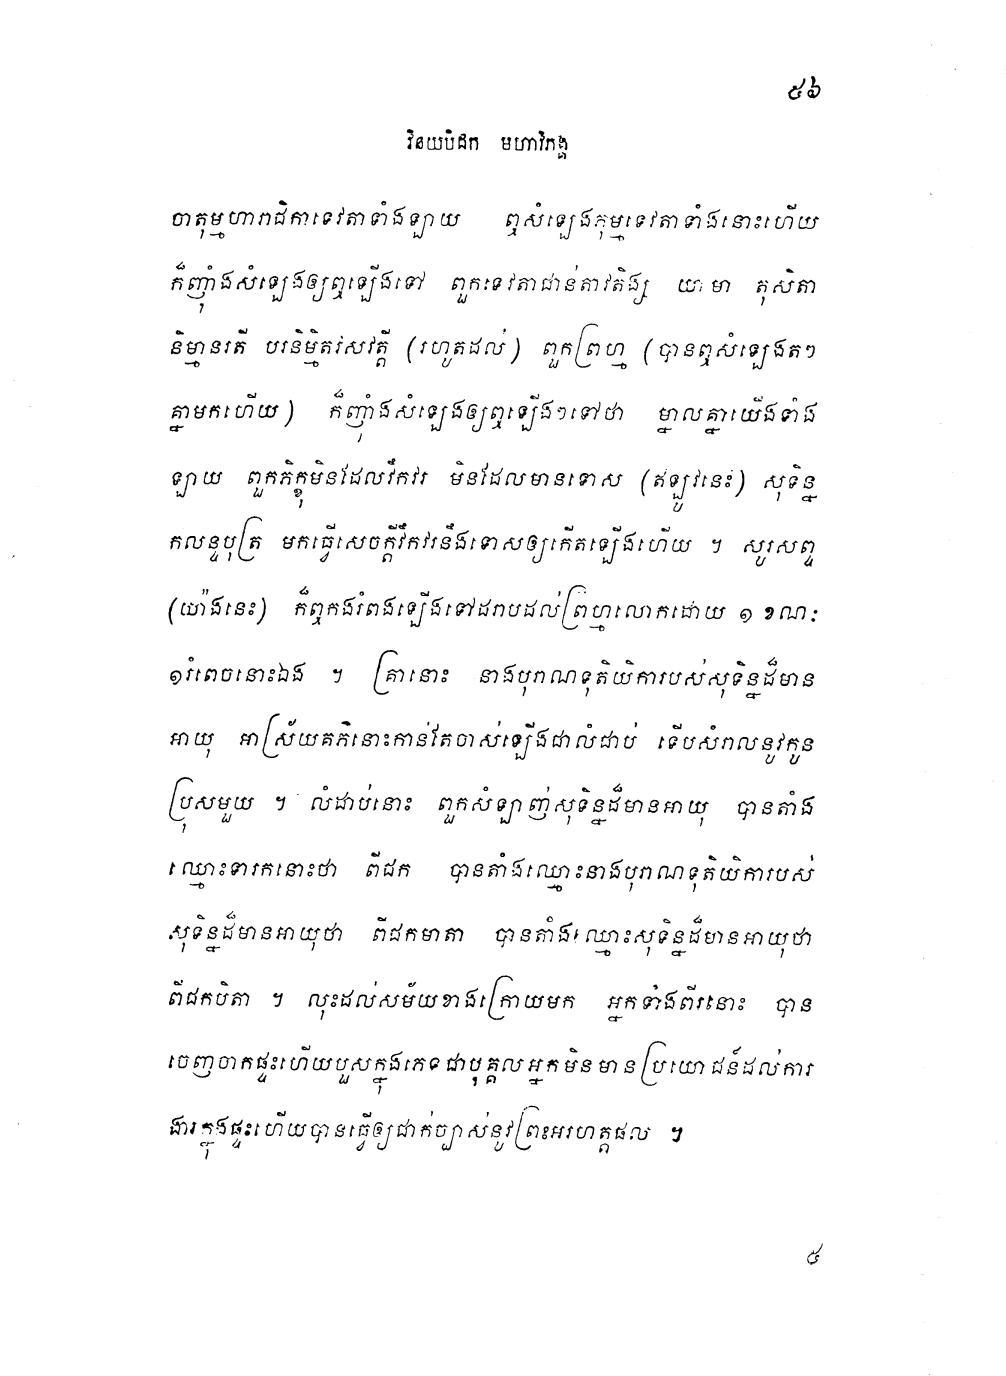 ៥៦
វិនយបិដក មហាវិភង្គ
ចាតុម្មហារាជិកាទេវតាទាំងឡាយ ឮសំឡេងភុម្មទេវតាទាំងនោះហើយ
ក៏ញ៉ាំងសំឡេងឲ្យឮឡើងទៅ ពួកទេវតាជាន់តាវតិង្ស យាមា តុសិតា
និម្មានរតី បរនិម្មិតវសវត្តី (រហូតដល់) ពួកព្រហ្ម (បានឮសំឡេងតៗ
គ្នាមកហើយ) ក៏ញ៉ាំងសំឡេងឲ្យឮឡើងៗទៅថា ម្នាលគ្នាយើងទាំង
ឡាយ ពួកភិក្ខុមិនដែលវឹកវរ មិនដែលមានទោស (ឥឡូវនេះ) សុទិន្ន
កលន្ទបុត្រ មកធ្វើសេចក្តីវឹកវរនឹងទោសឲ្យកើតឡើងហើយ ។ សូរសព្ទ
(យ៉ាងនេះ) ក៏ឮកងរំពងឡើងទៅដរាបដល់ព្រហ្មលោកដោយ ១ ខណៈ
១រំពេចនោះឯង ។ គ្រានោះ នាងបុរាណទុតិយិការបស់សុទិន្នដ៏មាន
អាយុ អាស្រ័យគភ៌នោះកាន់តែចាស់ឡើងជាលំដាប់ ទើបសំរាលនូវកូន
ប្រុសមួយ ។ លំដាប់នោះ ពួកសំឡាញ់សុទិន្នដ៏មានអាយុ បានតាំង
ឈ្មោះទារកនោះថា ពីជក បានតាំងឈ្មោះនាងបុរាណទុតិយិការបស់
សុទិន្នដ៏មានអាយុថា ពីជកមាតា បានតាំងឈ្មោះសុទិន្នដ៏មានអាយុថា
ពីជកបិតា ។ លុះដល់សម័យខាងក្រោយមក អ្នកទាំងពីរនោះ បាន
ចេញចាកផ្ទះហើយបួសក្នុងភេទជាបុគ្គលអ្នកមិនមានប្រយោជន៍ដល់ការ
ងារក្នុងផ្ទះហើយបានធ្វើឲ្យជាក់ច្បាស់នូវព្រះអរហត្តផល ។
៥